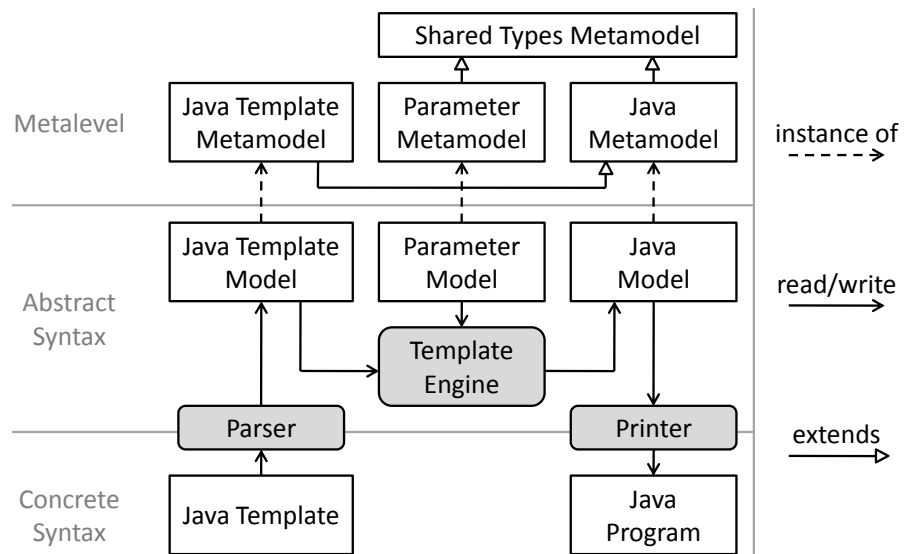 Shared Types Metamodel
Metalevel
Java Template
Metamodel
Parameter
Metamodel
Java
Metamodel
instance of
Abstract
Syntax
Java Template
Model
Parameter
Model
Java
Model
read/write
Template
Engine
Parser
Printer
extends
Concrete
Syntax
Java Template
Java
Program